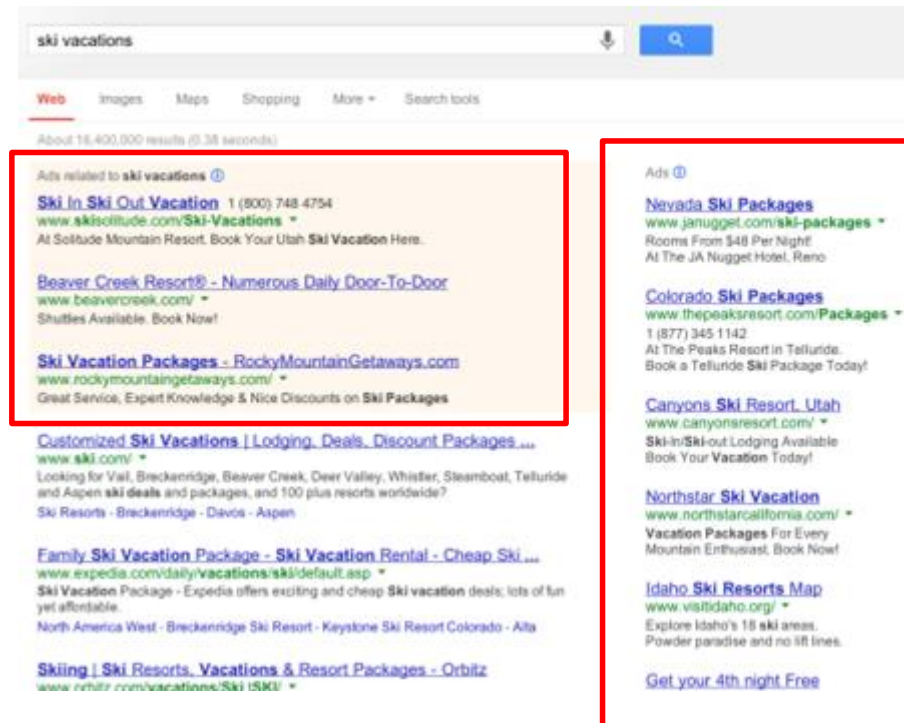 ski vacations
Web Images Maps Shopping More Search tools
About 16,400,000 results (0.38 seconds)
Ads related to ski vacations
Ski In Ski Out Vacation 1 (800) 748 4754
www.skisolitude.com/Ski-Vacations
At Solitude Mountain Resort. Book Your Utah Ski Vacation Here.
Beaver Creek Resort® - Numerous Daily Door-To-Door
www.beavercreek.com/
Shuttles Available. Book Now!
Ski Vacation Packages - RockyMountainGetaways.com
www.rockymountaingetaways.com/
Great Service, Expert Knowledge & Nice Discounts on Ski Packages
Customized Ski Vacations | Lodging, Deals, Discount Packages ...
www.ski.com/
Looking for Vail, Breckenridge, Beaver Creek, Deer Valley, Whistler, Steamboat, Telluride
and Aspen ski deals and packages, and 100 plus resorts worldwide?
Ski Resorts - Breckenridge - Davos - Aspen
Family Ski Vacation Package - Ski Vacation Rental - Cheap Ski ...
www.expedia.com/daily/vacations/ski/default.asp
Ski Vacation Package - Expedia offers exciting and cheap Ski vacation deals; lots of fun
yet affordable.
North America West - Breckenridge Ski Resort - Keystone Ski Resort Colorado - Alta
Skiing | Ski Resorts, Vacations & Resort Packages - Orbitz
www.orbitz.com/vacations/Ski
Ads
Nevada Ski Packages
www.janugget.com/ski-packages
Rooms From $48 Per Night!
At The JA Nugget Hotel, Reno
Colorado Ski Packages
www.thepeaksresort.com/Packages
1 (877) 345 1142
At The Peaks Resort in Telluride.
Book a Telluride Ski Package Today!
Canyons Ski Resort, Utah
www.canyonsresort.com/
Ski-In/Ski-out Lodging Available
Book Your Vacation Today!
Northstar Ski Vacation
www.northstarcalifornia.com/
Vacation Packages For Every
Mountain Enthusiast. Book Now!
Idaho Ski Resorts Map
www.visitidaho.org/
Explore Idaho's 18 ski areas.
Powder paradise and no lift lines.
Get your 4th night Free